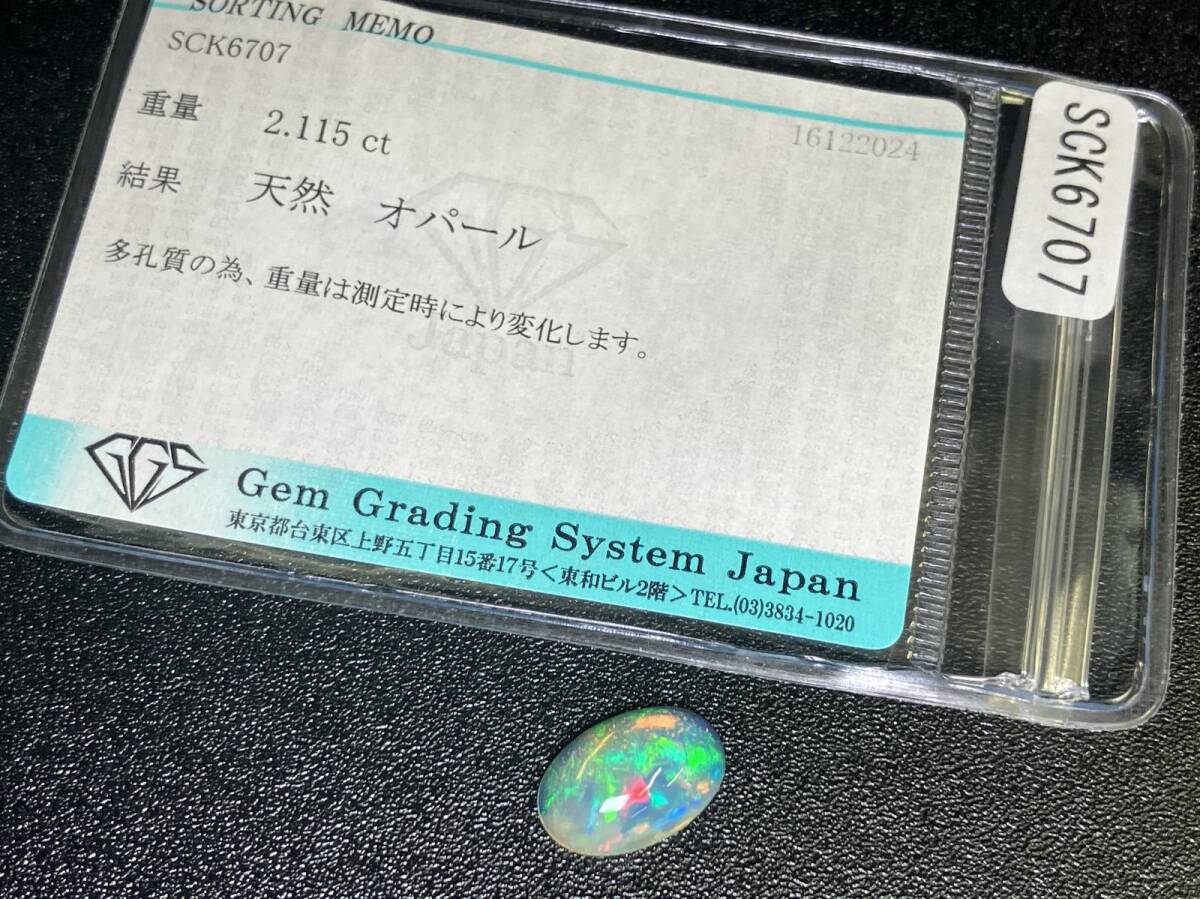 SORTING MEMO
SCK6707
16122024
重量 2.115 ct
結果 天然 オパール
多孔質の為、重量は測定時により変化します。
Japan
GGS
Gem Grading System Japan
東京都台東区上野五丁目15番17号＜東和ビル2階＞TEL.(03)3834-1020
SCK6707